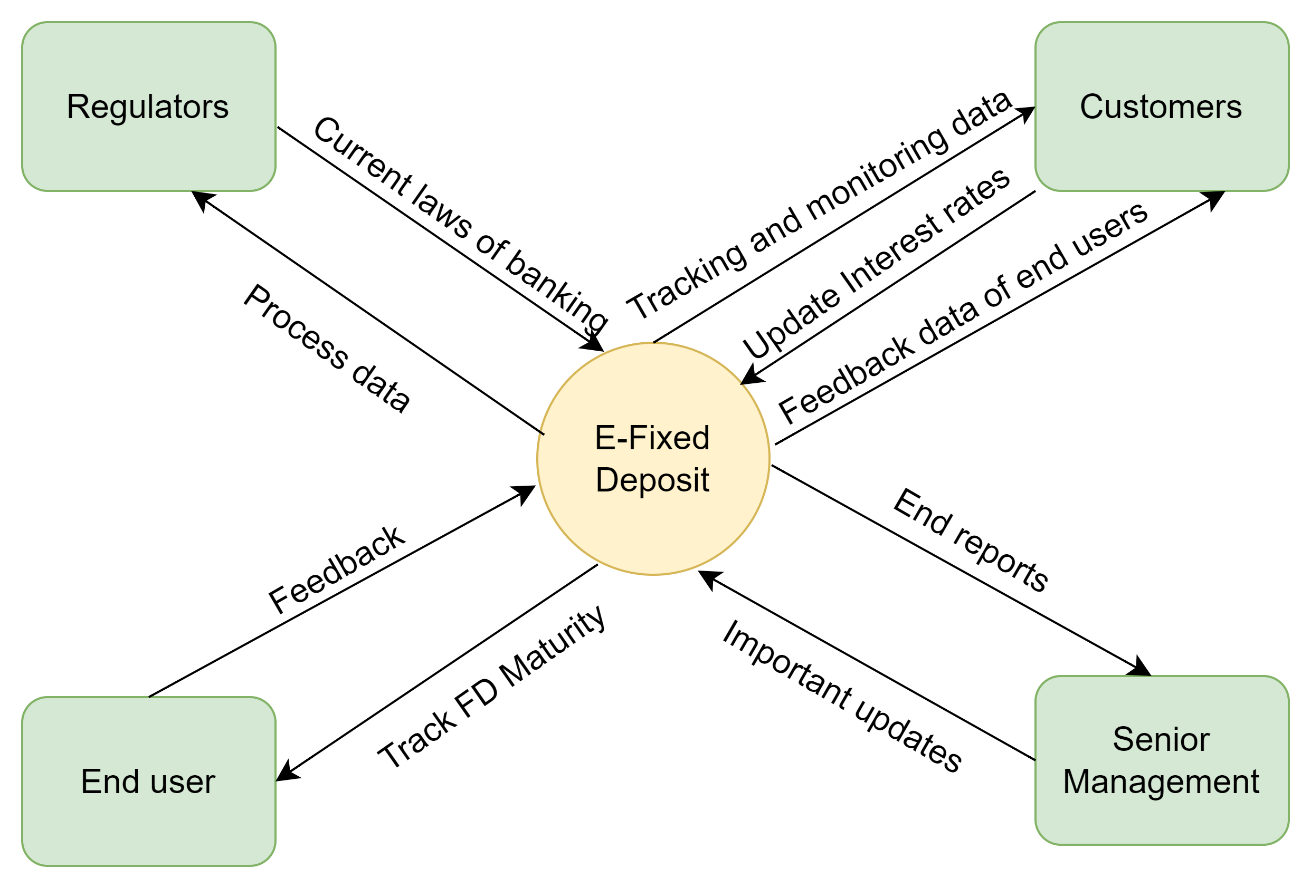 Regulators
Customers
Current laws of banking
Tracking and monitoring data
Update Interest rates
Feedback data of end users
Process data
E-Fixed
Deposit
End reports
Feedback
Important updates
Track FD Maturity
End user
Senior
Management